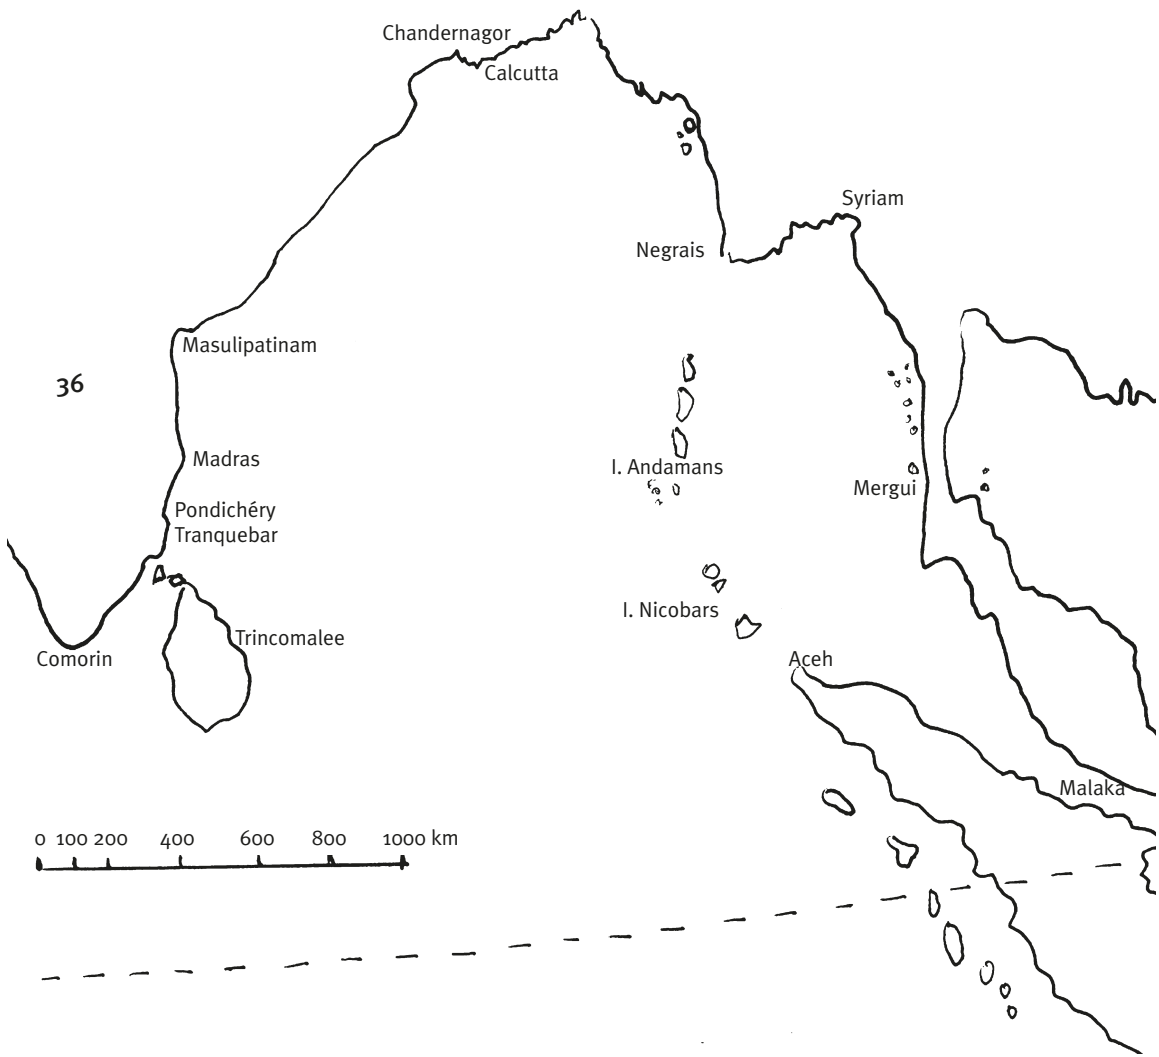 Chandernagor
Calcutta
Syriam
Negrais
Masulipatinam
36
Madras
I. Andamans
Mergui
Pondichéry
Tranquebar
I. Nicobars
Trincomalee
Comorin
Aceh
Malaka
0 100 200 400 600 800 1000 km